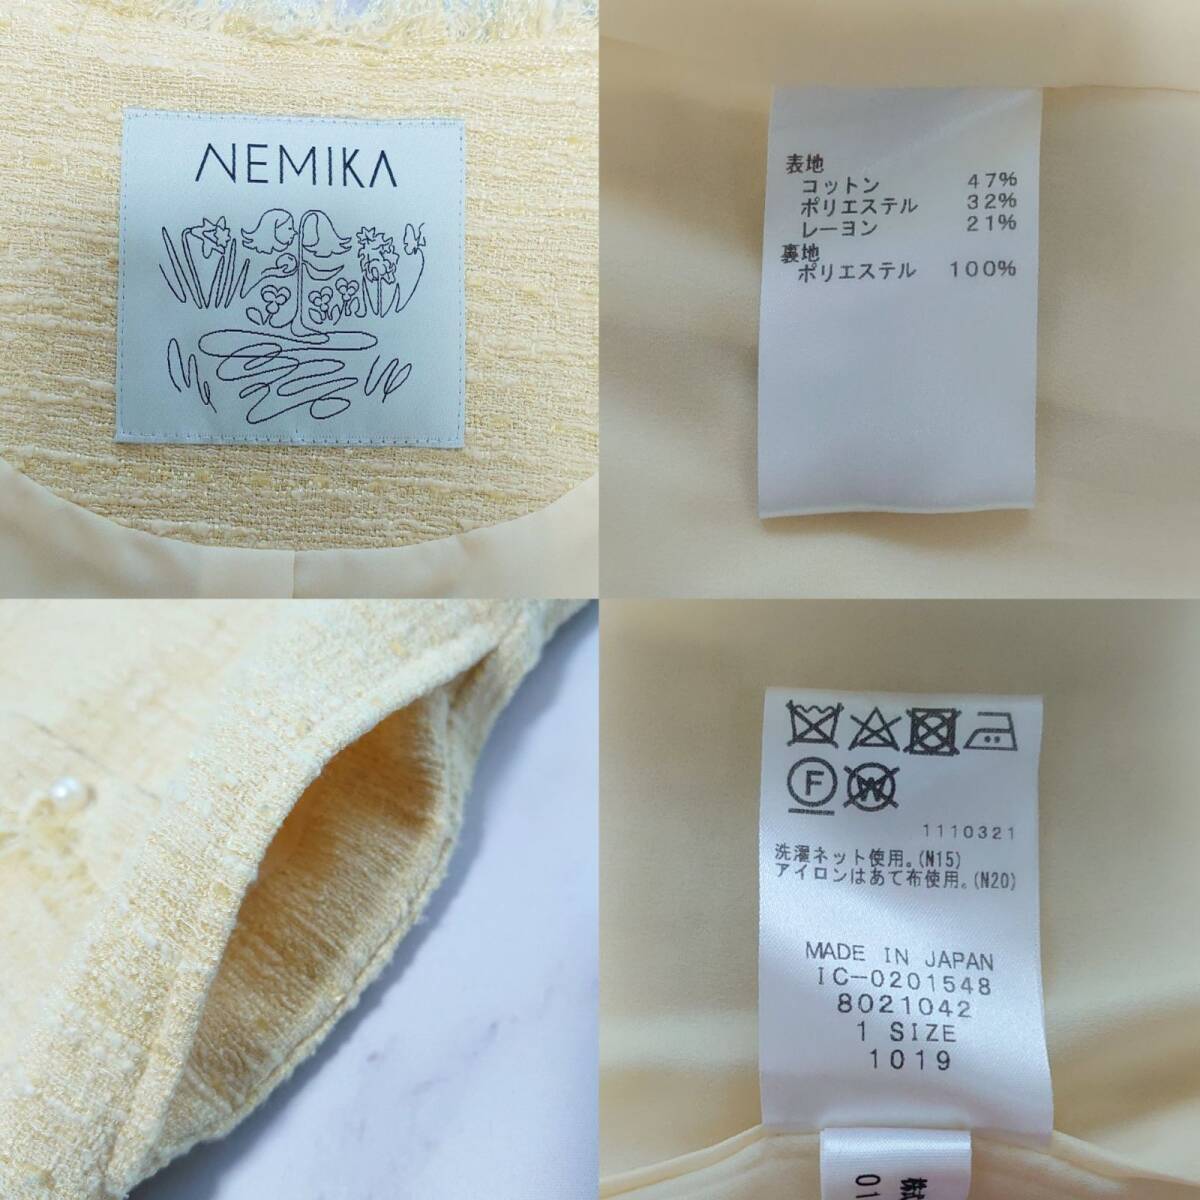 NEMIKA
表地
コットン 47%
ポリエステル 32%
レーヨン 21%
裏地
ポリエステル 100%
F
W
1110321
洗濯ネット使用。(N15)
アイロンはあて布使用。(N20)
MADE IN JAPAN
IC-0201548
8021042
1 SIZE
1019